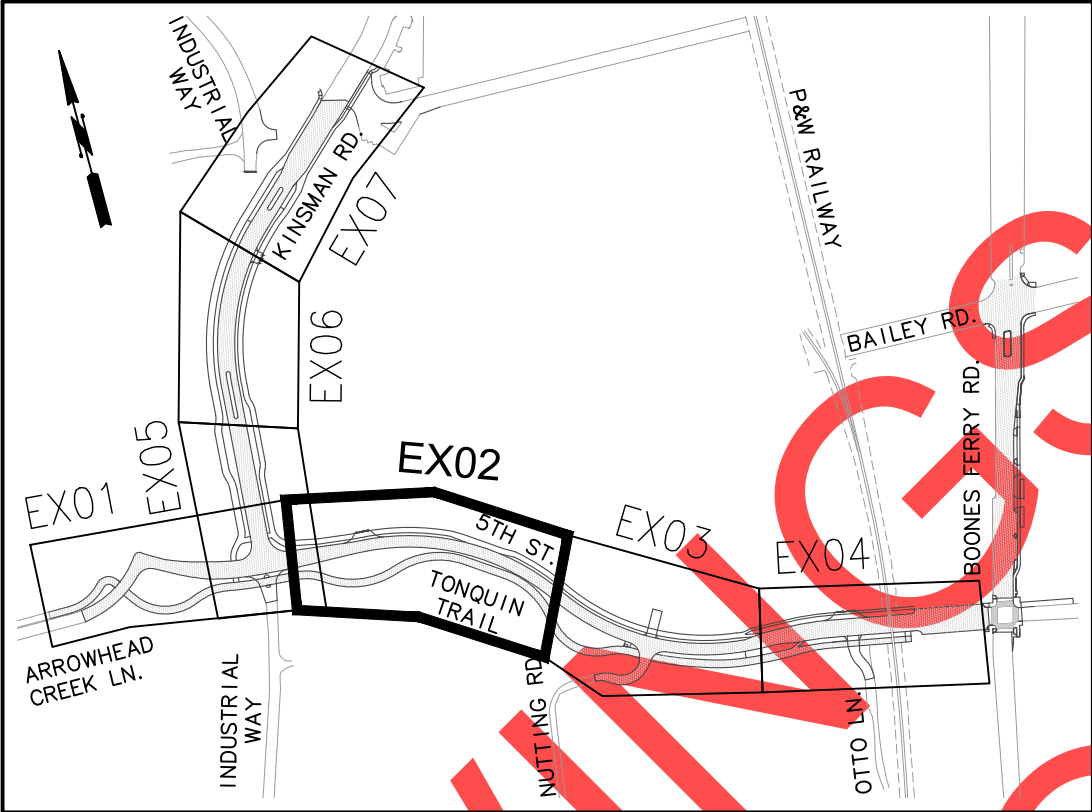 INDUSTRIAL
WAY
KINSMAN RD.
EX07
P&W RAILWAY
EX06
BAILEY RD.
BOONES FERRY RD.
EX05
EX01
EX02
5TH ST.
EX03
EX04
TONQUIN
TRAIL
ARROWHEAD
CREEK LN.
INDUSTRIAL
WAY
NUTTING RD
OTTO LN.